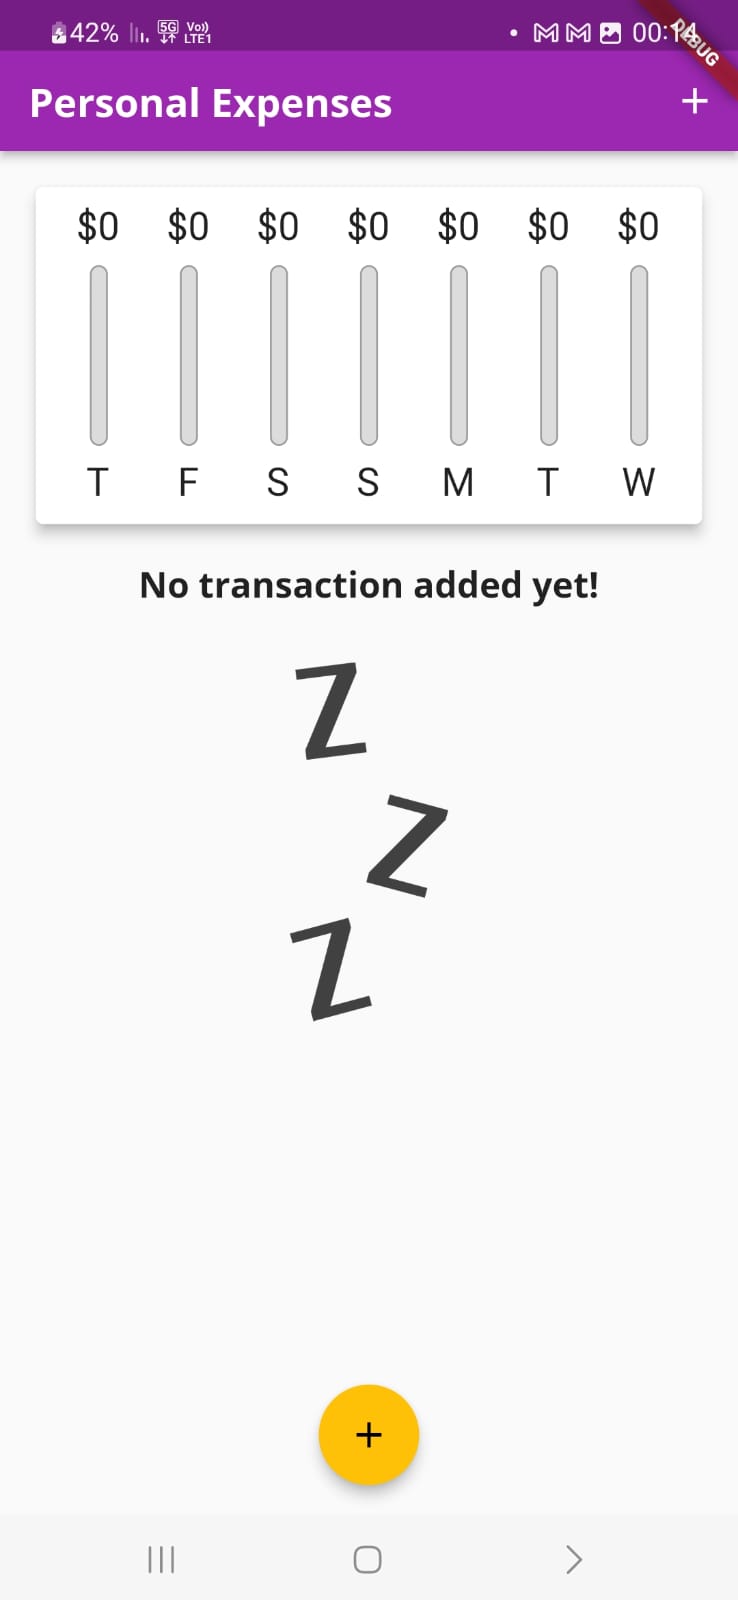 42% 5G Vo)) LTE1 00:14 DEBUG
Personal Expenses +
$0 $0 $0 $0 $0 $0 $0
T F S S M T W
No transaction added yet!
Z
Z
Z
+